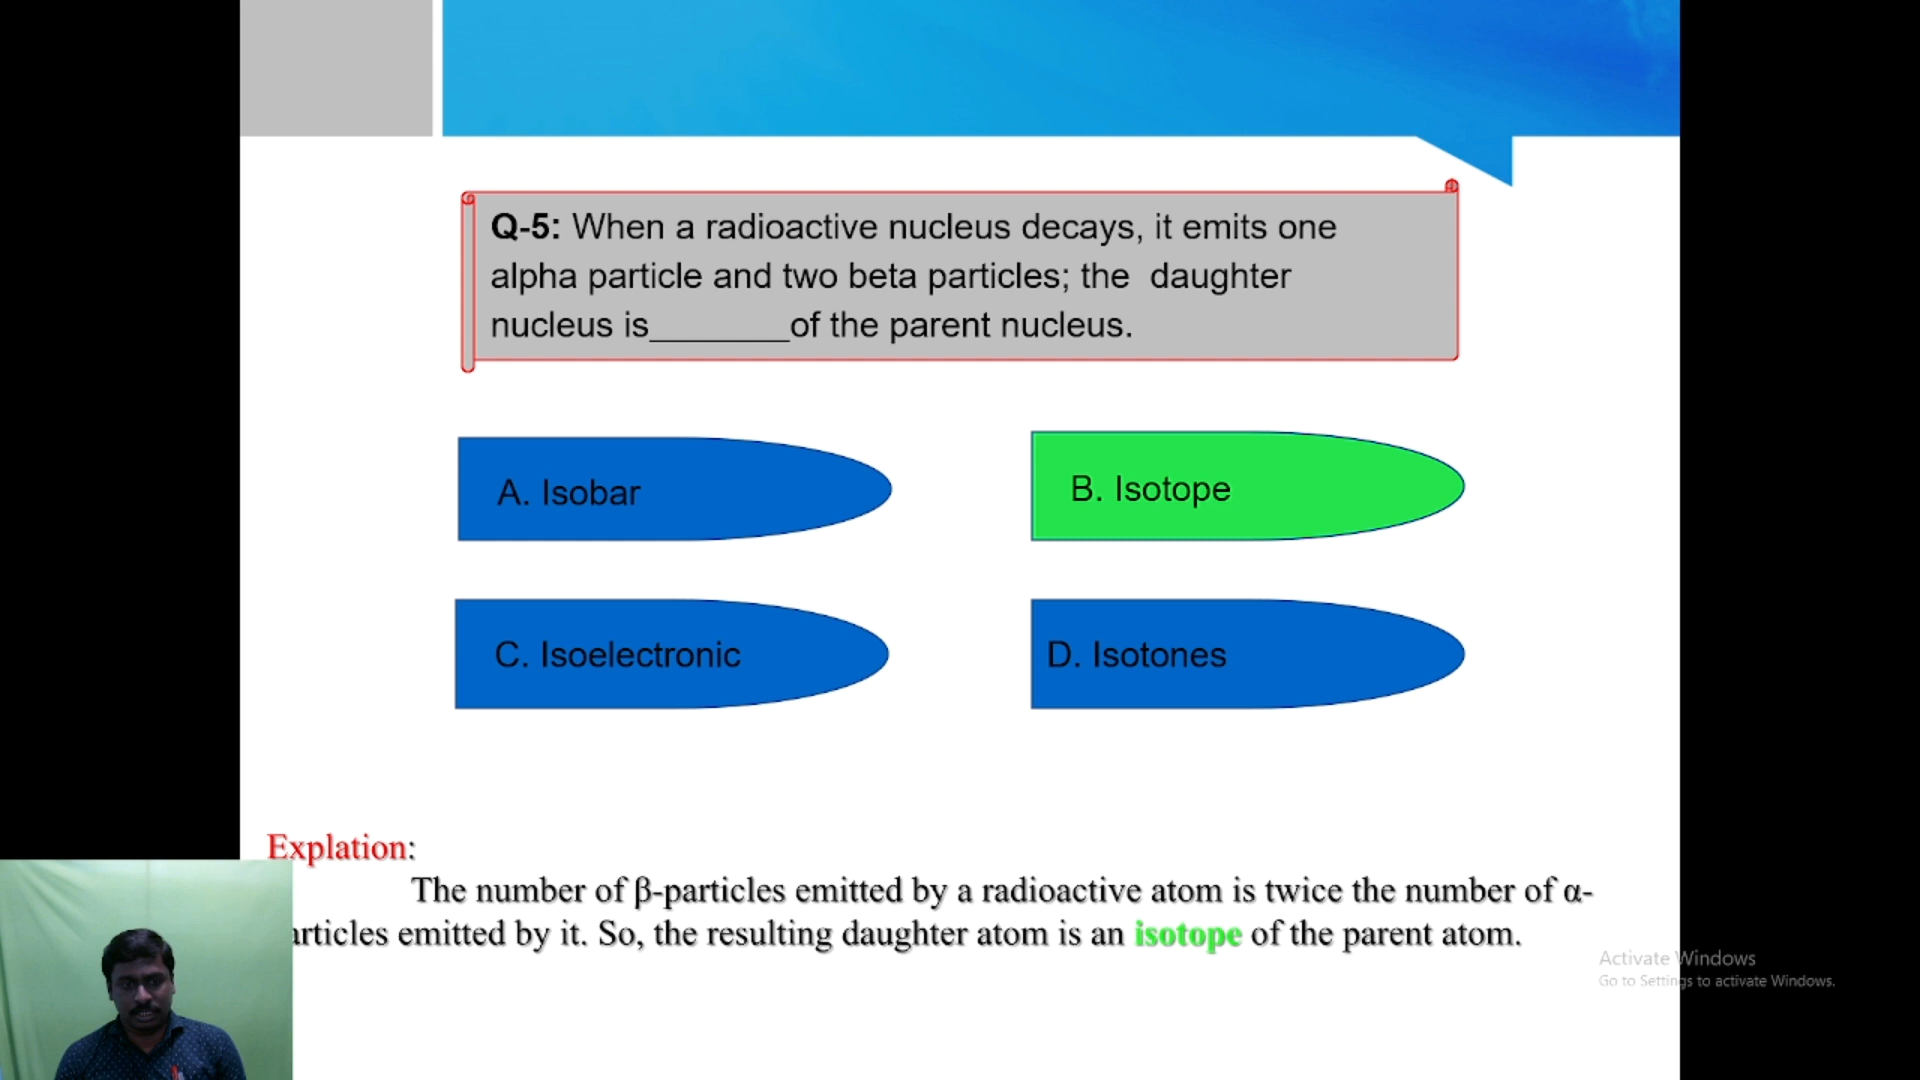 Q-5: When a radioactive nucleus decays, it emits one
alpha particle and two beta particles; the daughter
nucleus is________of the parent nucleus.
A. Isobar
B. Isotope
C. Isoelectronic
D. Isotones
Explation:
The number of β-particles emitted by a radioactive atom is twice the number of α-
articles emitted by it. So, the resulting daughter atom is an isotope of the parent atom.
Activate Windows
Go to Settings to activate Windows.